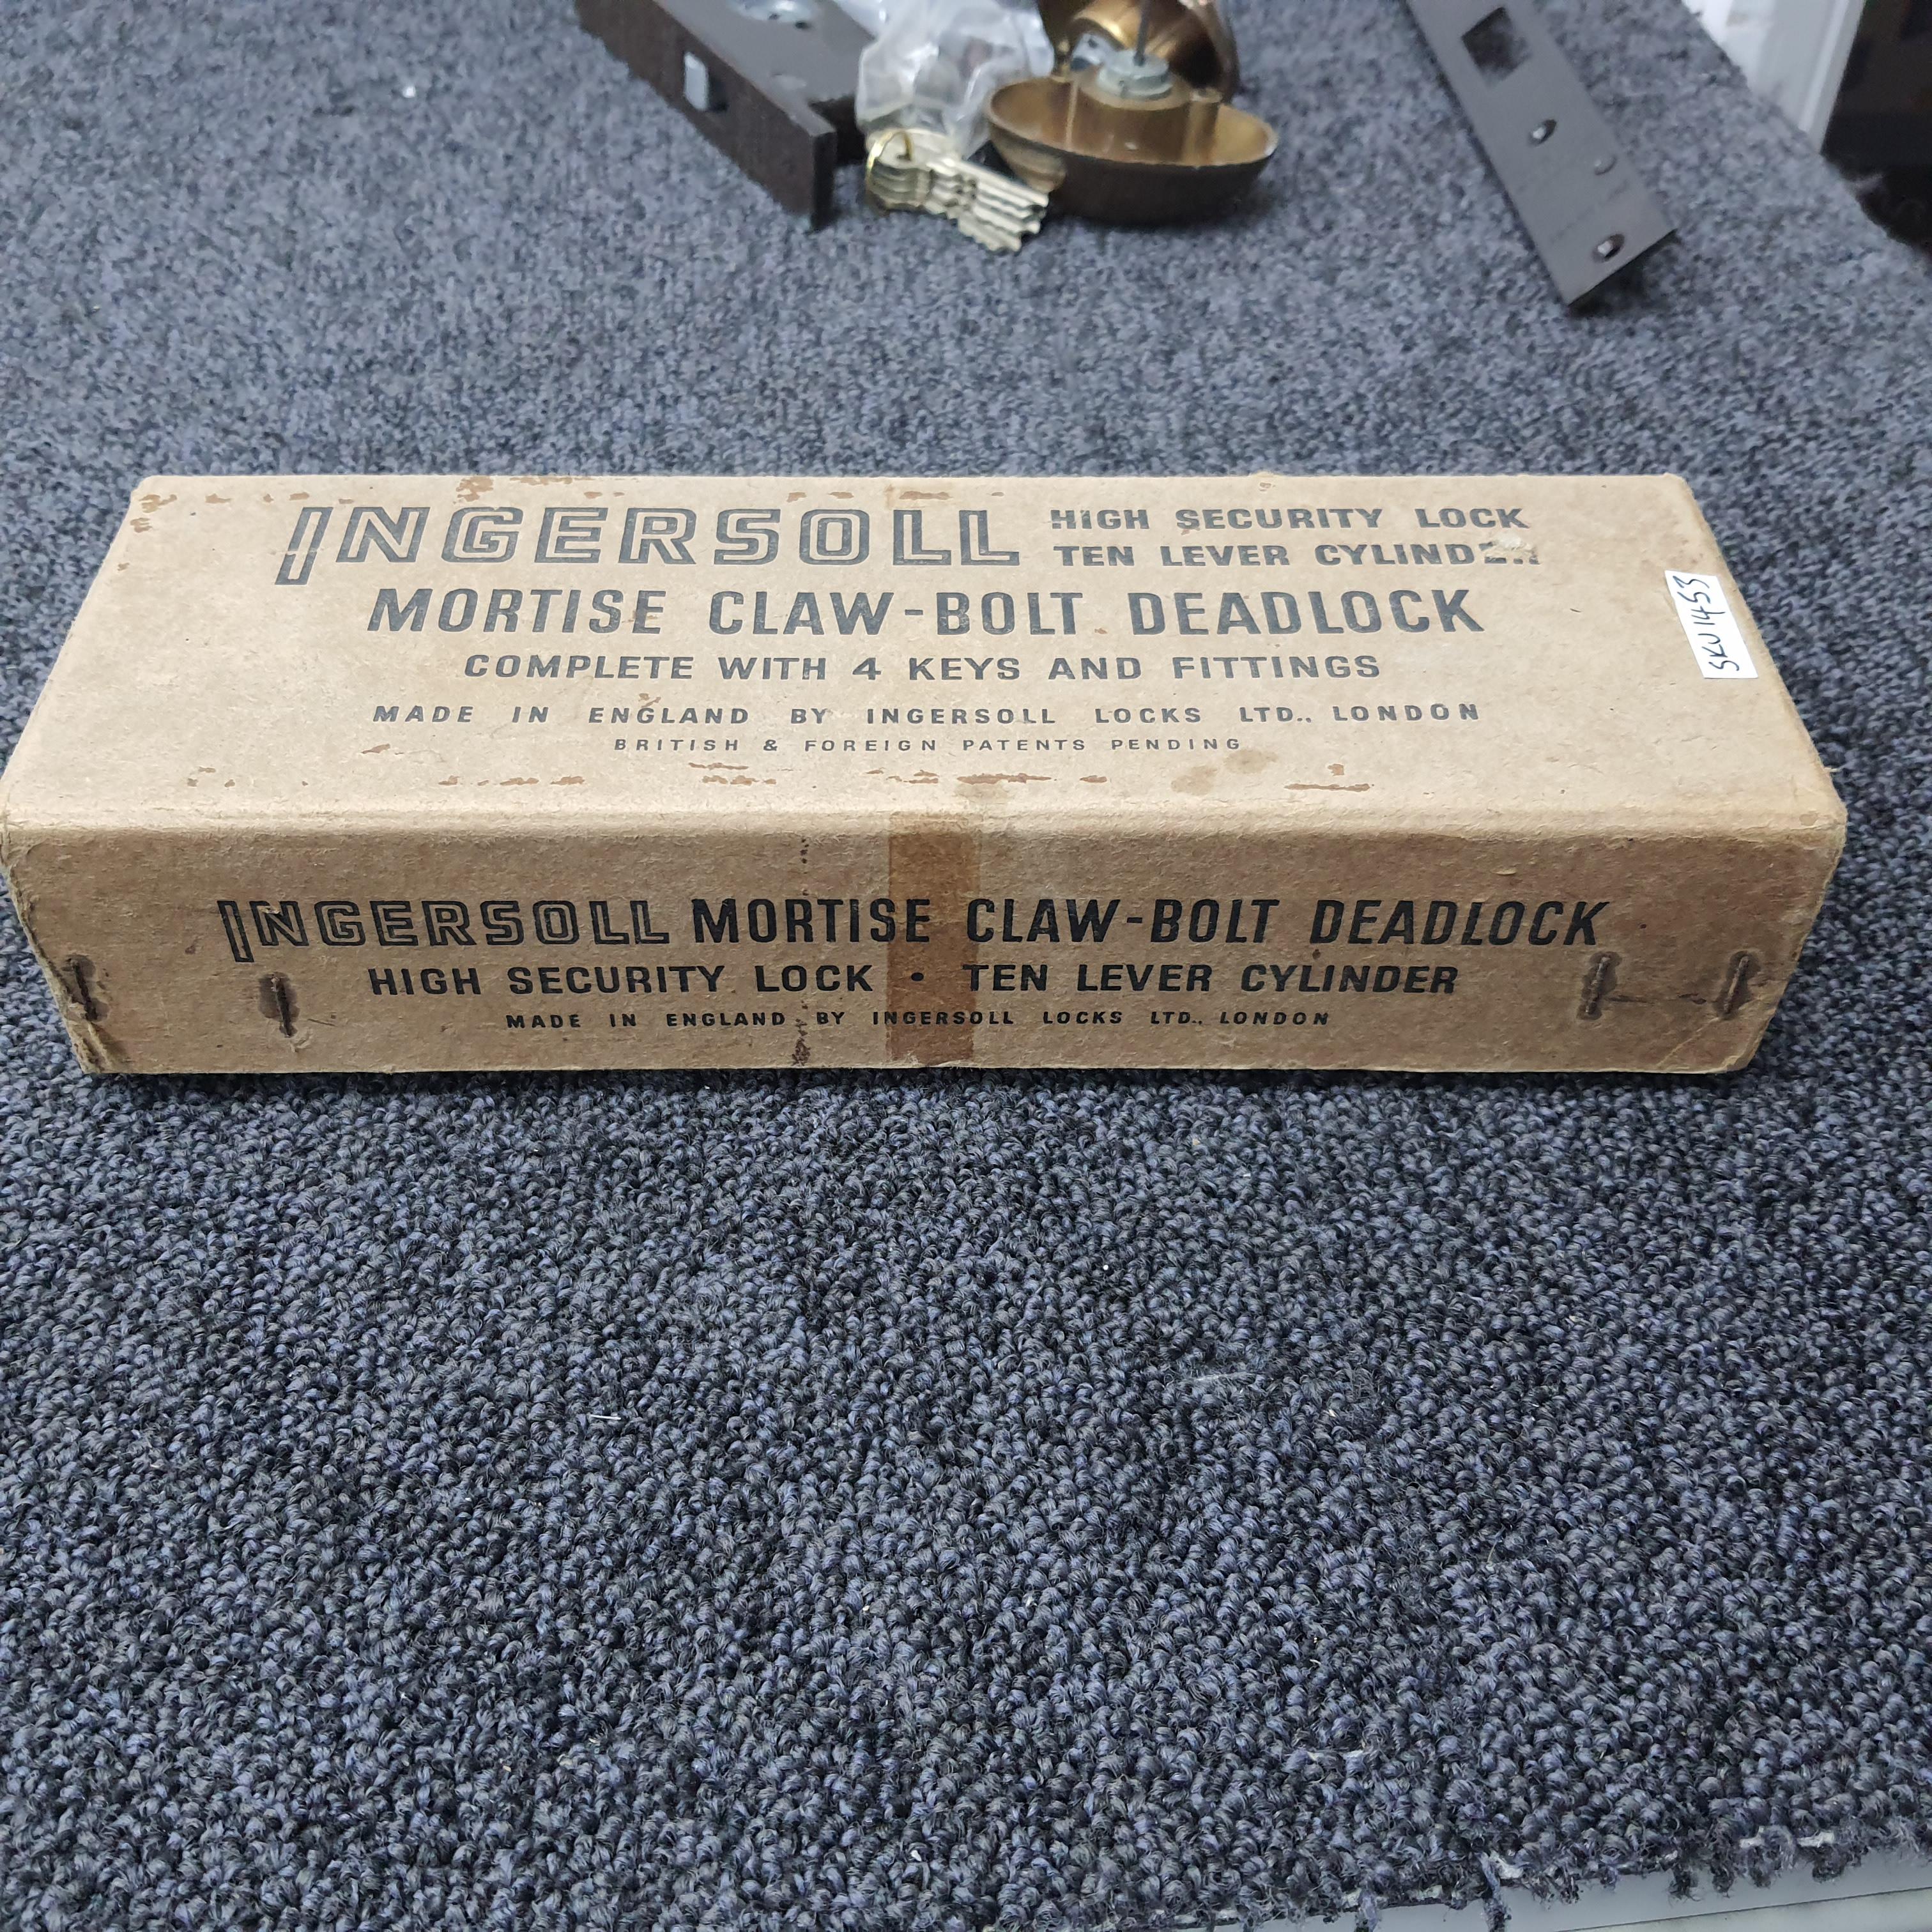 INGERSOLL HIGH SECURITY LOCK
TEN LEVER CYLINDER
MORTISE CLAW-BOLT DEADLOCK
COMPLETE WITH 4 KEYS AND FITTINGS
MADE IN ENGLAND BY INGERSOLL LOCKS LTD., LONDON
BRITISH & FOREIGN PATENTS PENDING
SKU 1453
INGERSOLL MORTISE CLAW-BOLT DEADLOCK
HIGH SECURITY LOCK • TEN LEVER CYLINDER
MADE IN ENGLAND BY INGERSOLL LOCKS LTD., LONDON